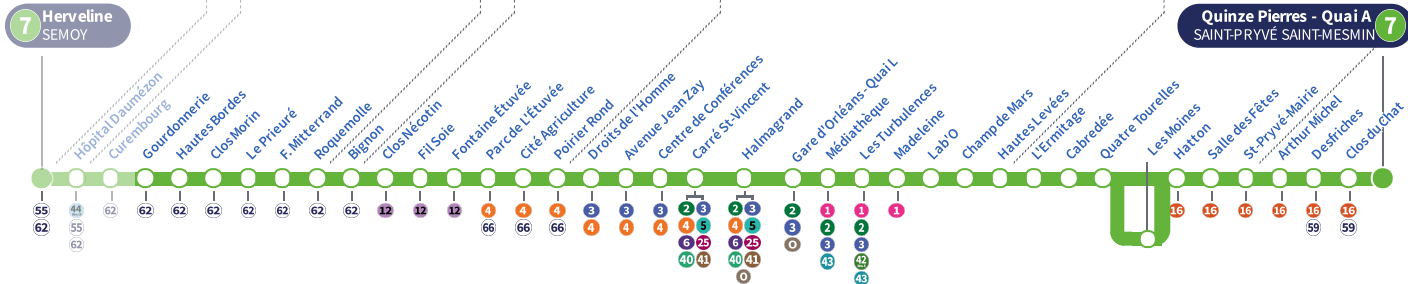 7 Herveline
SEMOY
Quinze Pierres - Quai A 7
SAINT-PRYVÉ SAINT-MESMIN
Hôpital Daumézon
Curembourg
Gourdonnerie
Hautes Bordes
Clos Morin
Le Prieuré
F. Mitterrand
Roquemolle
Bignon
Clos Nécotin
Fil Soie
Fontaine Étuvée
Parc de L'Étuvée
Cité Agriculture
Poirier Rond
Droits de l'Homme
Avenue Jean Zay
Centre de Conférences
Carré St-Vincent
Halmagrand
Gare d'Orléans - Quai L
Médiathèque
Les Turbulences
Madeleine
Lab'O
Champ de Mars
Hautes Levées
L'Ermitage
Cabredée
Quatre Tourelles
Les Moines
Hatton
Salle des Fêtes
St-Pryvé-Mairie
Arthur Michel
Desfriches
Clos du Chat
55 44 62 62 62 62 62 62 62 62 12 12 12 4 4 4 3 3 3 2 3 2 3 2 1 1 1 16 16 16 16 16 16
62 55 66 66 66 4 4 4 4 5 4 5 3 2 2 59 59
62 6 25 6 25 O 3 3
40 41 40 41 43 42
O 43